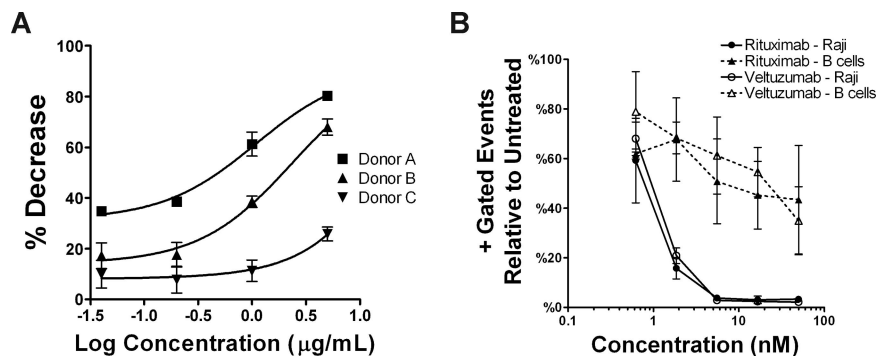 A
100
80
60
40
20
0
% Decrease
-1.5
-1.0
-0.5
0.0
0.5
1.0
Log Concentration (μg/mL)
Donor A
Donor B
Donor C
B
Rituximab - Raji
Rituximab - B cells
Veltuzumab - Raji
Veltuzumab - B cells
%100
%80
%60
%40
%20
%0
+ Gated Events
Relative to Untreated
0.1
1
10
100
Concentration (nM)